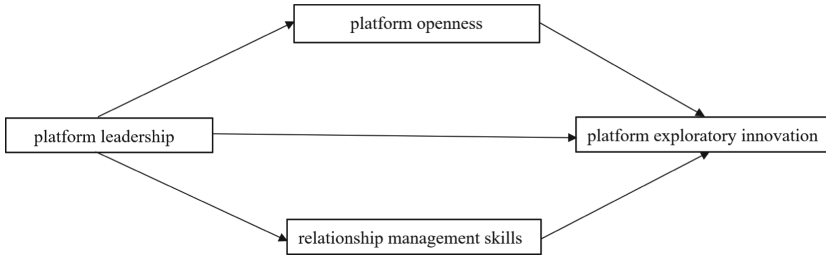 platform openness
platform leadership
platform exploratory innovation
relationship management skills